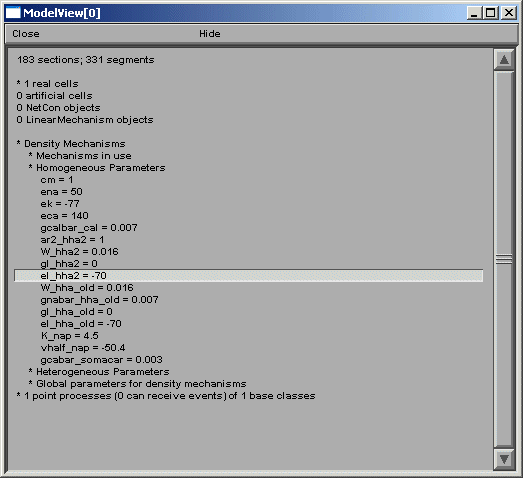 ModelView[0]
Close Hide
183 sections; 331 segments
* 1 real cells
0 artificial cells
0 NetCon objects
0 LinearMechanism objects
* Density Mechanisms
* Mechanisms in use
* Homogeneous Parameters
cm = 1
ena = 50
ek = -77
eca = 140
gcalbar_cal = 0.007
ar2_hha2 = 1
W_hha2 = 0.016
gl_hha2 = 0
el_hha2 = -70
W_hha_old = 0.016
gnabar_hha_old = 0.007
gl_hha_old = 0
el_hha_old = -70
K_nap = 4.5
vhalf_nap = -50.4
gcabar_somacar = 0.003
* Heterogeneous Parameters
* Global parameters for density mechanisms
* 1 point processes (0 can receive events) of 1 base classes